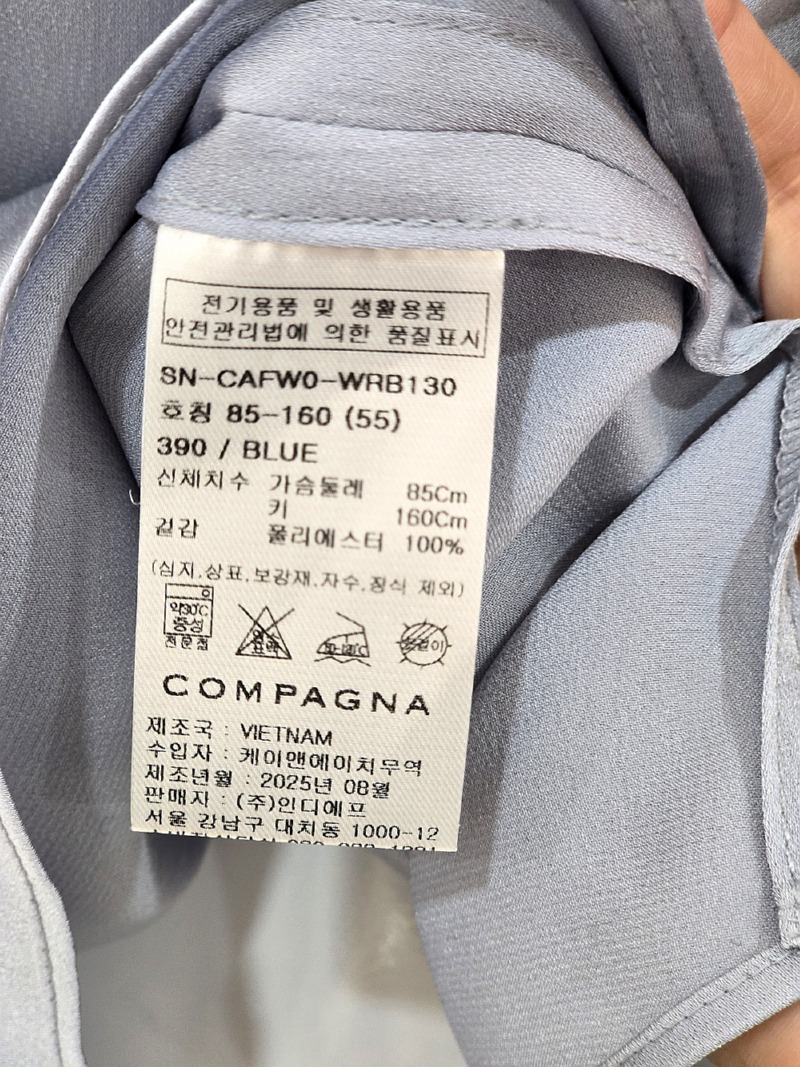 전기용품 및 생활용품
안전관리법에 의한 품질표시
SN-CAFW0-WRB130
호칭 85-160 (55)
390 / BLUE
신체치수 가슴둘레 85Cm
키 160Cm
겉감 폴리에스터 100%
(심지,상표,보강재,자수,장식 제외)
약30℃
중성
전문점
COMPAGNA
제조국 : VIETNAM
수입자 : 케이앤에이치무역
제조년월 : 2025년 08월
판매자 : (주)인디에프
서울 강남구 대치동 1000-12